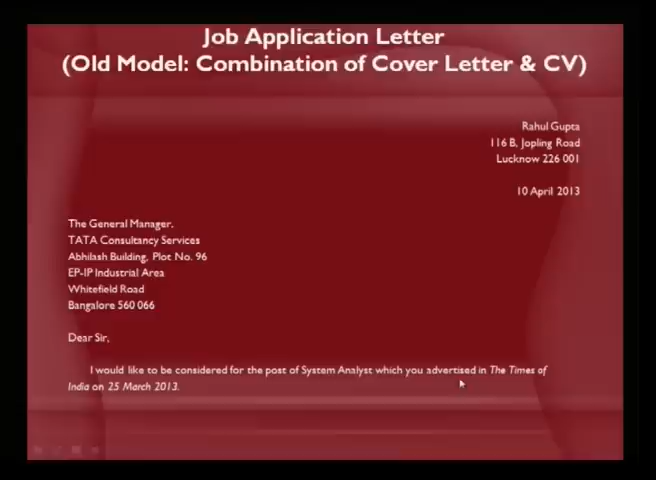 Job Application Letter
(Old Model: Combination of Cover Letter & CV)
Rahul Gupta
116 B, Jopling Road
Lucknow 226 001
10 April 2013
The General Manager,
TATA Consultancy Services
Abhilash Building, Plot No. 96
EP-IP Industrial Area
Whitefield Road
Bangalore 560 066
Dear Sir,
I would like to be considered for the post of System Analyst which you advertised in The Times of
India on 25 March 2013.